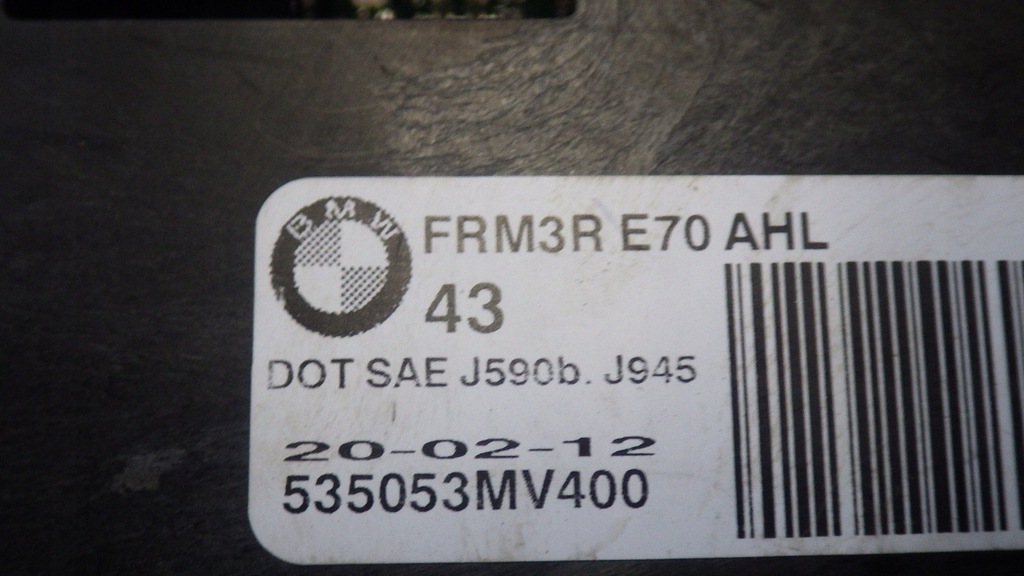 BMW
FRM3R E70 AHL
43
DOT SAE J590b. J945
20-02-12
535053MV400